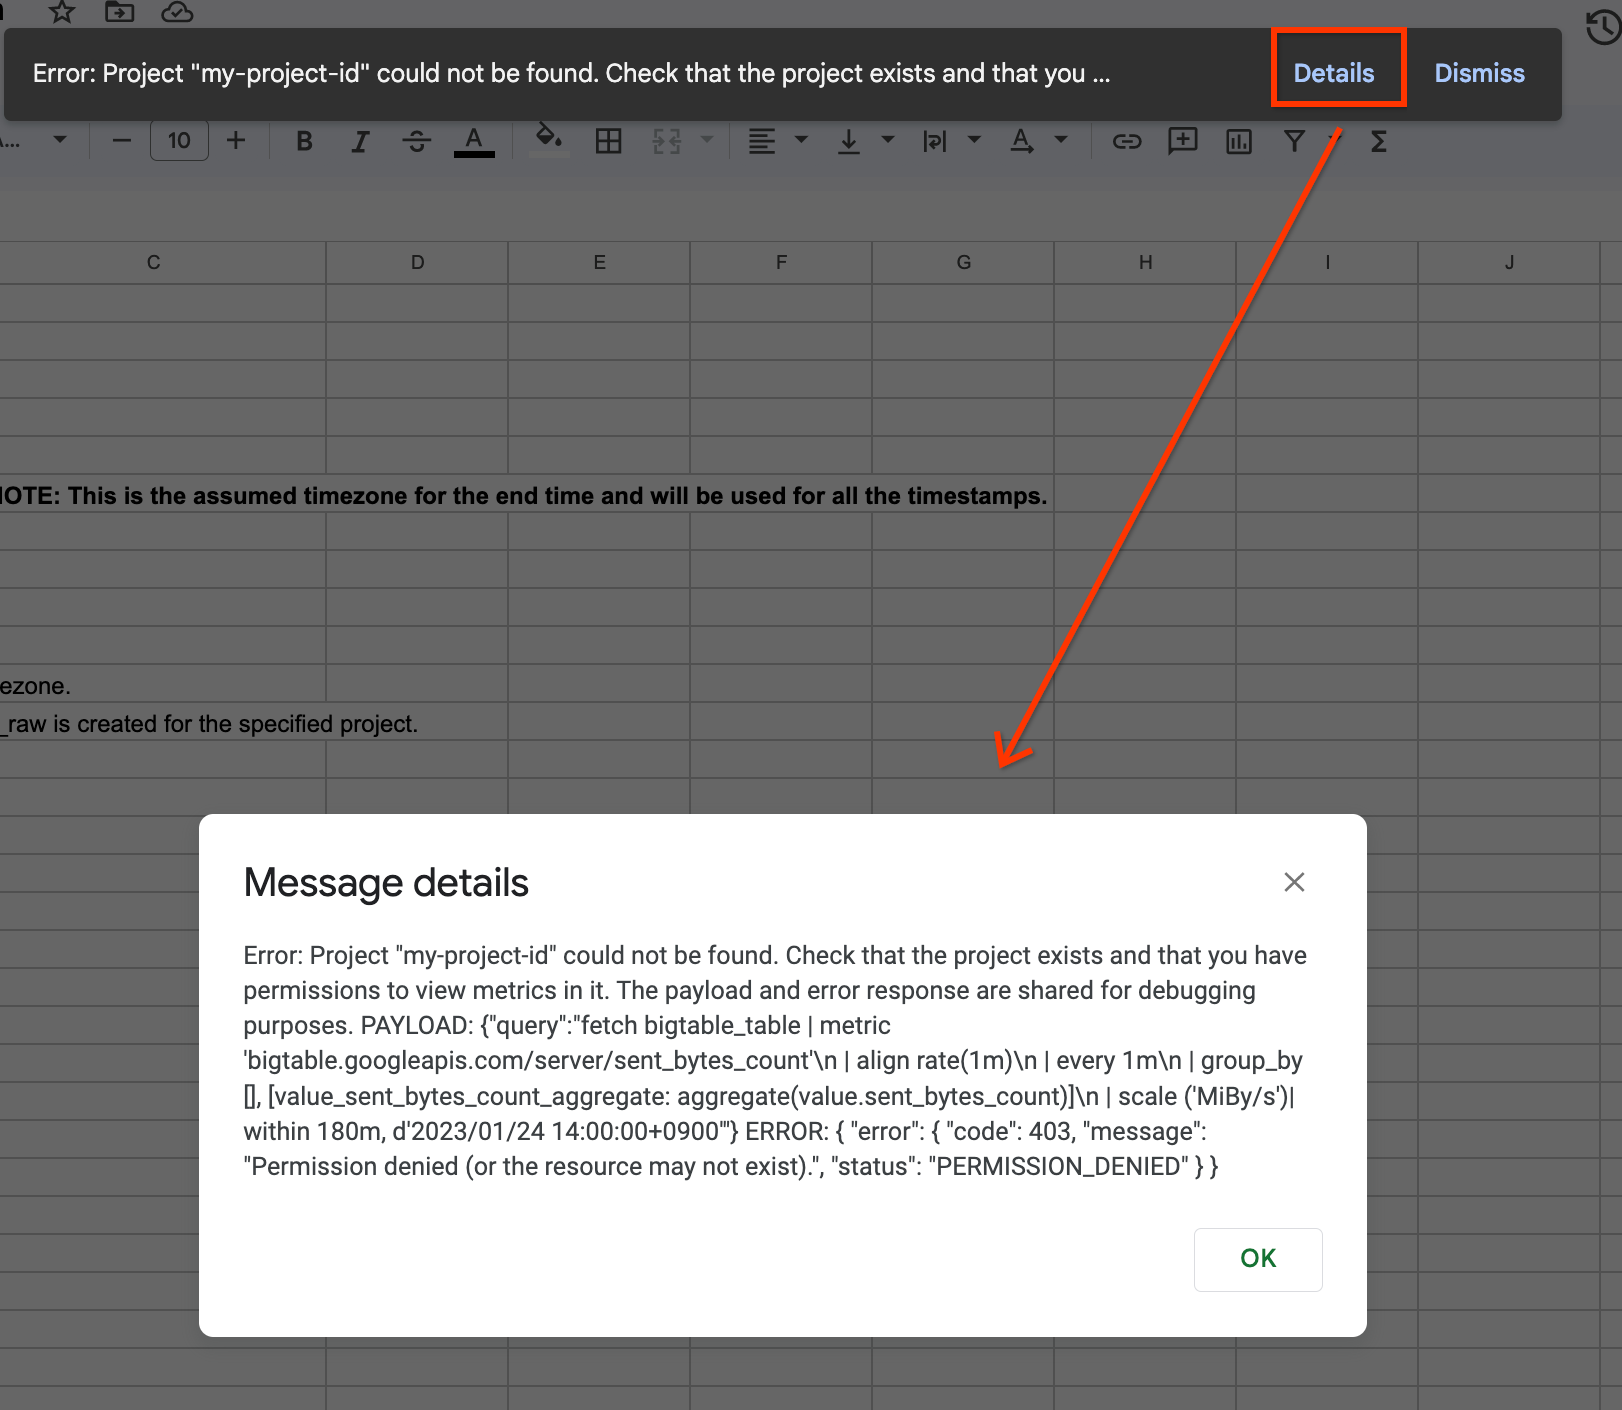 Error: Project "my-project-id" could not be found. Check that the project exists and that you ... Details Dismiss
10 B I S A A Σ
C D E F G H I J
OTE: This is the assumed timezone for the end time and will be used for all the timestamps.
ezone.
_raw is created for the specified project.
Message details
Error: Project "my-project-id" could not be found. Check that the project exists and that you have
permissions to view metrics in it. The payload and error response are shared for debugging
purposes. PAYLOAD: {"query":"fetch bigtable_table | metric
'bigtable.googleapis.com/server/sent_bytes_count'\n | align rate(1m)\n | every 1m\n | group_by
[], [value_sent_bytes_count_aggregate: aggregate(value.sent_bytes_count)]\n | scale ('MiBy/s')|
within 180m, d'2023/01/24 14:00:00+0900'"} ERROR: { "error": { "code": 403, "message":
"Permission denied (or the resource may not exist).", "status": "PERMISSION_DENIED" } }
OK